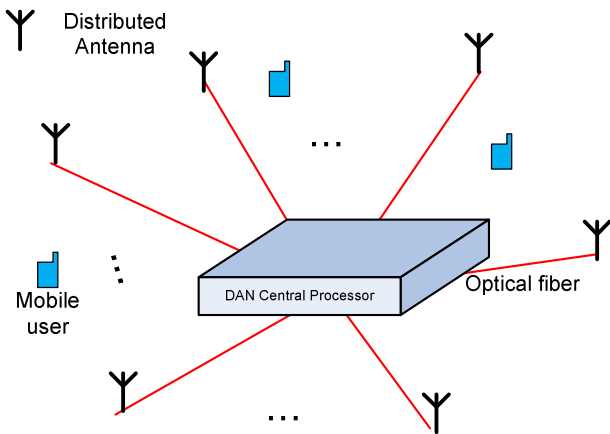 Distributed
Antenna
...
...
DAN Central Processor
Optical fiber
Mobile
user
...